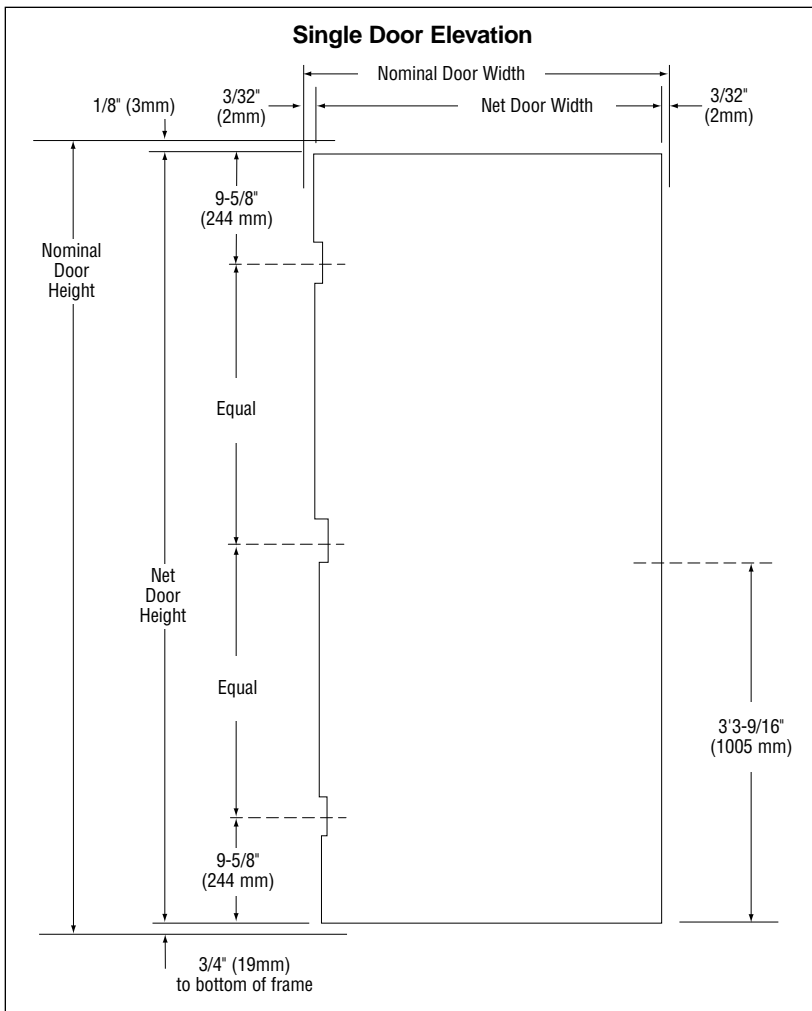 Single Door Elevation
Nominal Door Width
1/8" (3mm)
3/32"
(2mm)
Net Door Width
3/32"
(2mm)
9-5/8"
(244 mm)
Nominal
Door
Height
Equal
Net
Door
Height
Equal
3'3-9/16"
(1005 mm)
9-5/8"
(244 mm)
3/4" (19mm)
to bottom of frame